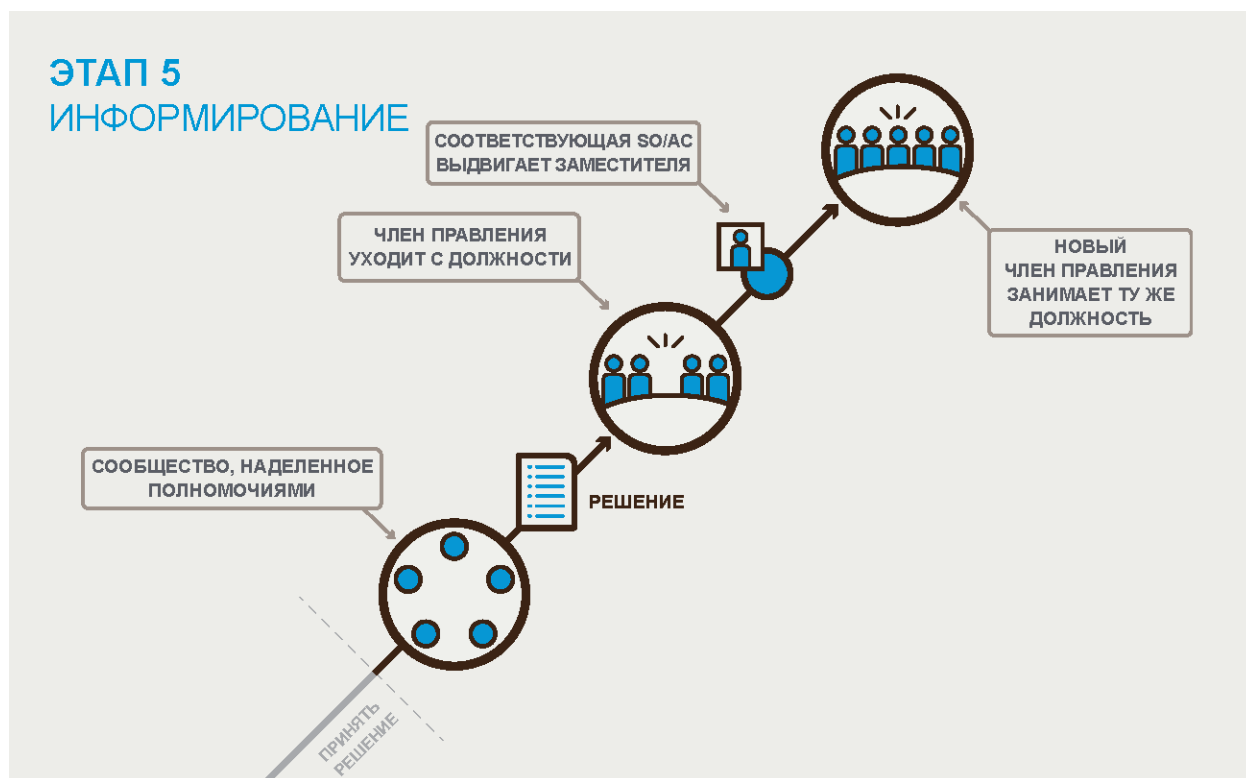 ЭТАП 5
ИНФОРМИРОВАНИЕ
СООТВЕТСТВУЮЩАЯ SO/AC
ВЫДВИГАЕТ ЗАМЕСТИТЕЛЯ
ЧЛЕН ПРАВЛЕНИЯ
УХОДИТ С ДОЛЖНОСТИ
НОВЫЙ
ЧЛЕН ПРАВЛЕНИЯ
ЗАНИМАЕТ ТУ ЖЕ
ДОЛЖНОСТЬ
СООБЩЕСТВО, НАДЕЛЕННОЕ
ПОЛНОМОЧИЯМИ
РЕШЕНИЕ
ПРИНЯТЬ
РЕШЕНИЕ